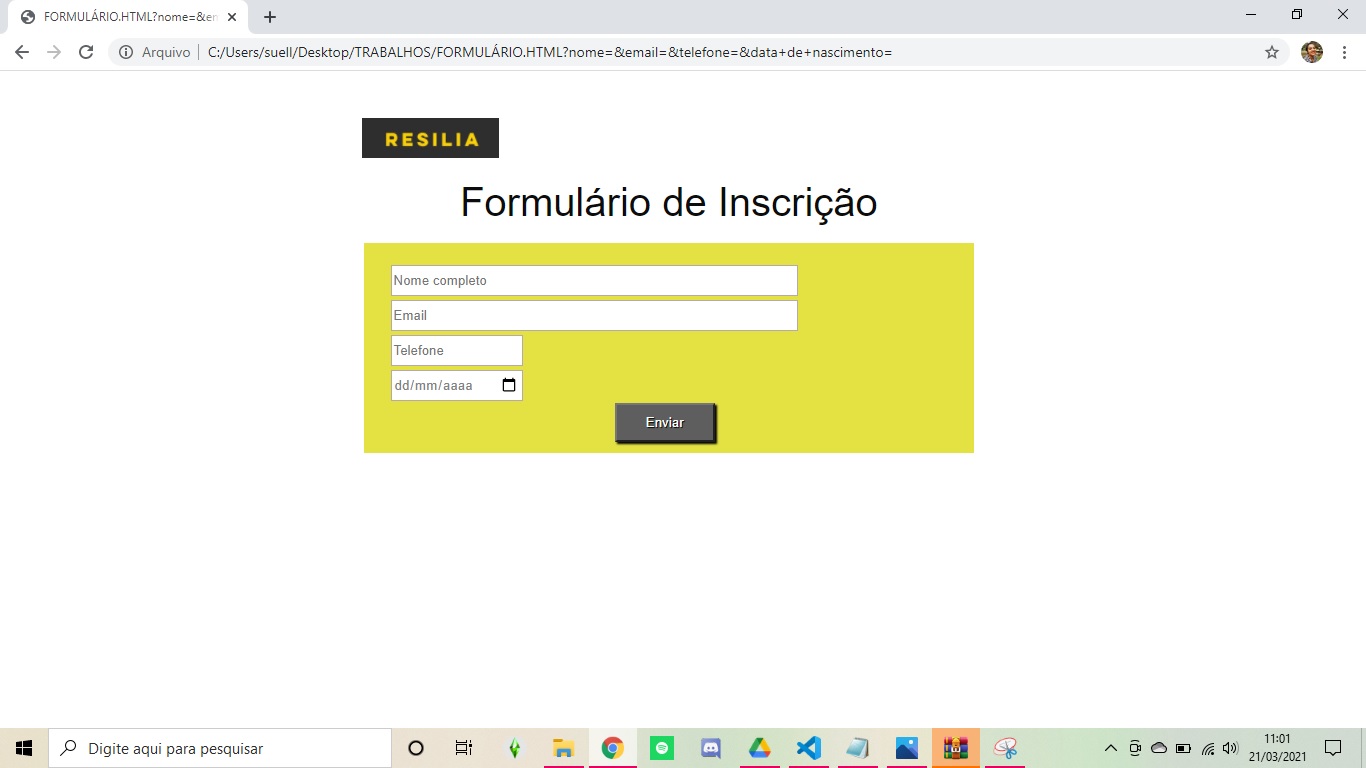 FORMULÁRIO.HTML?nome=&em
Arquivo | C:/Users/suell/Desktop/TRABALHOS/FORMULÁRIO.HTML?nome=&email=&telefone=&data+de+nascimento=
RESILIA
Formulário de Inscrição
Nome completo
Email
Telefone
dd/mm/aaaa
Enviar
Digite aqui para pesquisar
11:01
21/03/2021